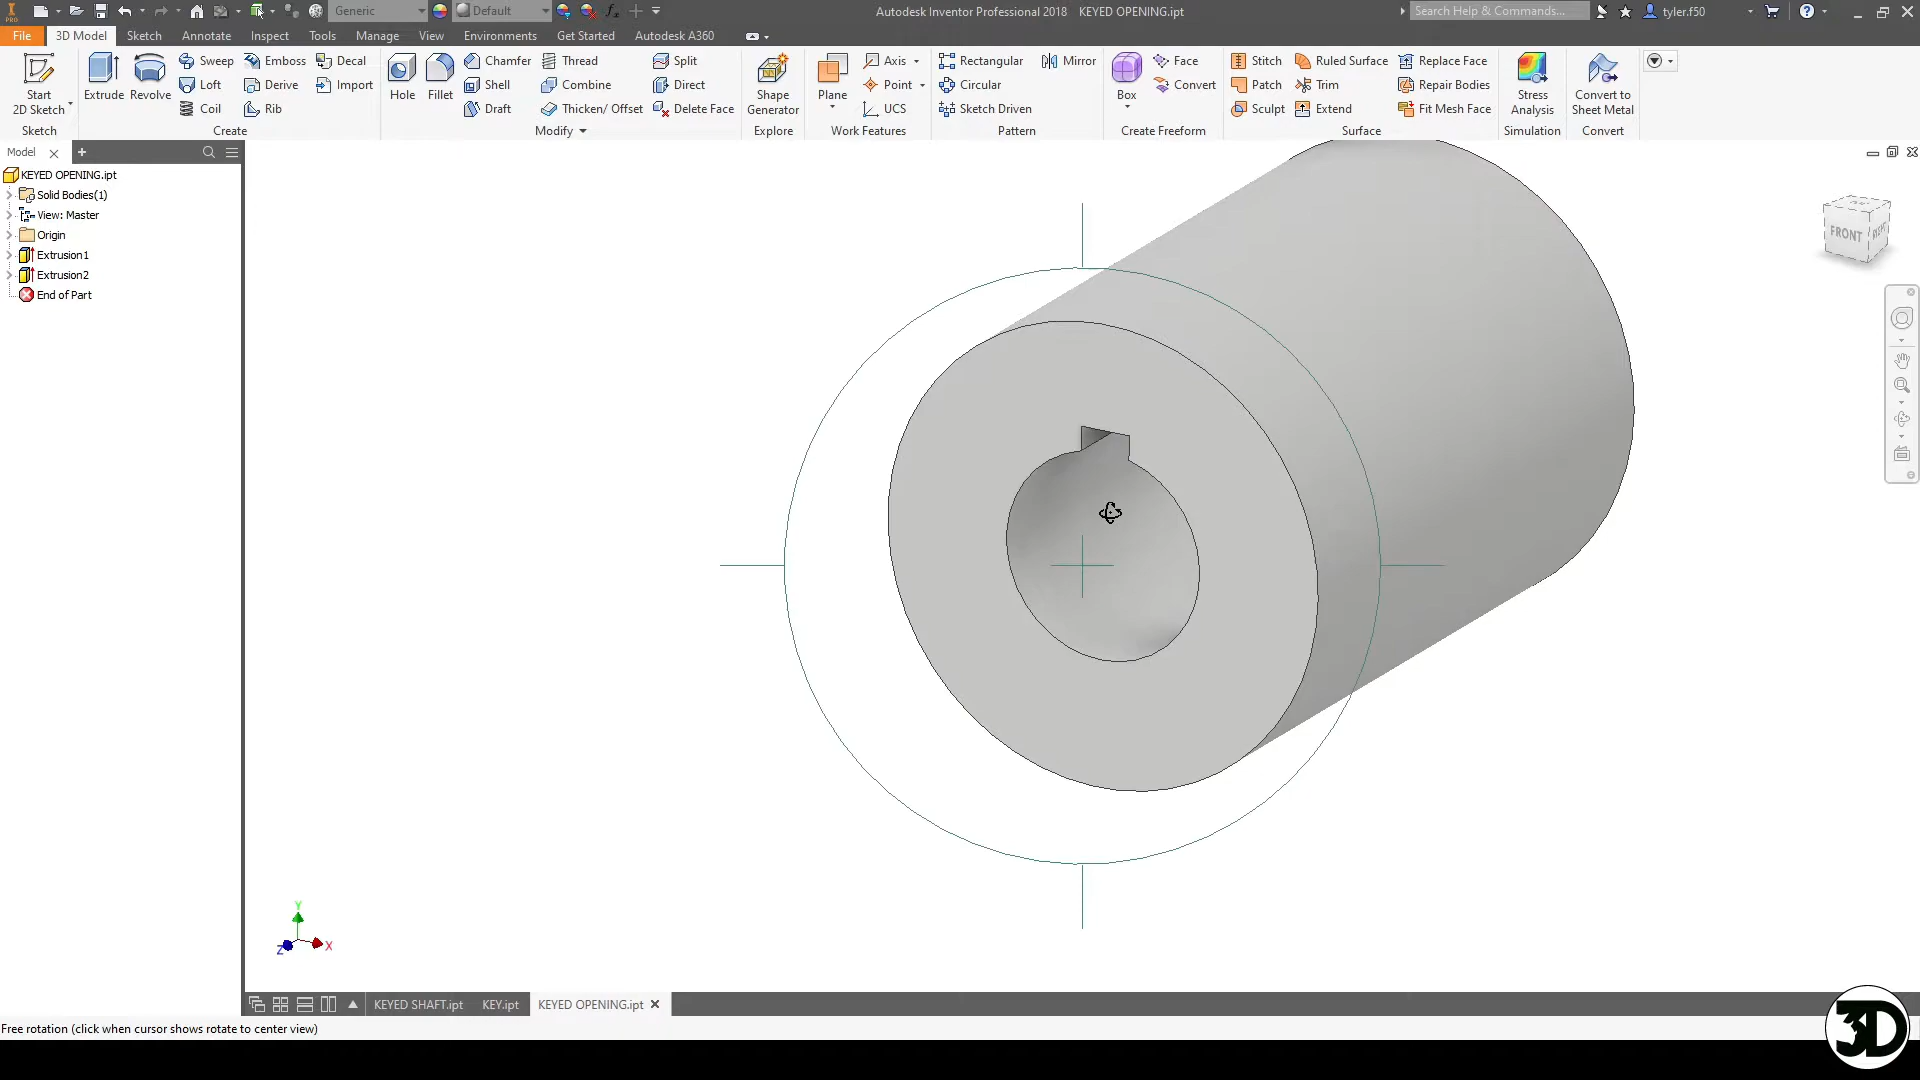 Generic
Default
Autodesk Inventor Professional 2018 KEYED OPENING.ipt
Search Help & Commands...
tyler.f50
PRO
File 3D Model Sketch Annotate Inspect Tools Manage View Environments Get Started Autodesk A360
Start
2D Sketch
Sketch
Extrude Revolve
Sweep Emboss Decal
Loft Derive Import
Coil Rib
Create
Hole Fillet
Chamfer Thread Split
Shell Combine Direct
Draft Thicken/ Offset Delete Face
Modify
Shape
Generator
Explore
Plane
Axis
Point
UCS
Work Features
Rectangular Mirror
Circular
Sketch Driven
Pattern
Box
Face
Convert
Create Freeform
Stitch Ruled Surface Replace Face
Patch Trim Repair Bodies
Sculpt Extend Fit Mesh Face
Surface
Stress
Analysis
Simulation
Convert to
Sheet Metal
Convert
Model
KEYED OPENING.ipt
Solid Bodies(1)
View: Master
Origin
Extrusion1
Extrusion2
End of Part
FRONT RIGHT
Y
Z X
KEYED SHAFT.ipt KEY.ipt KEYED OPENING.ipt
Free rotation (click when cursor shows rotate to center view)
3D